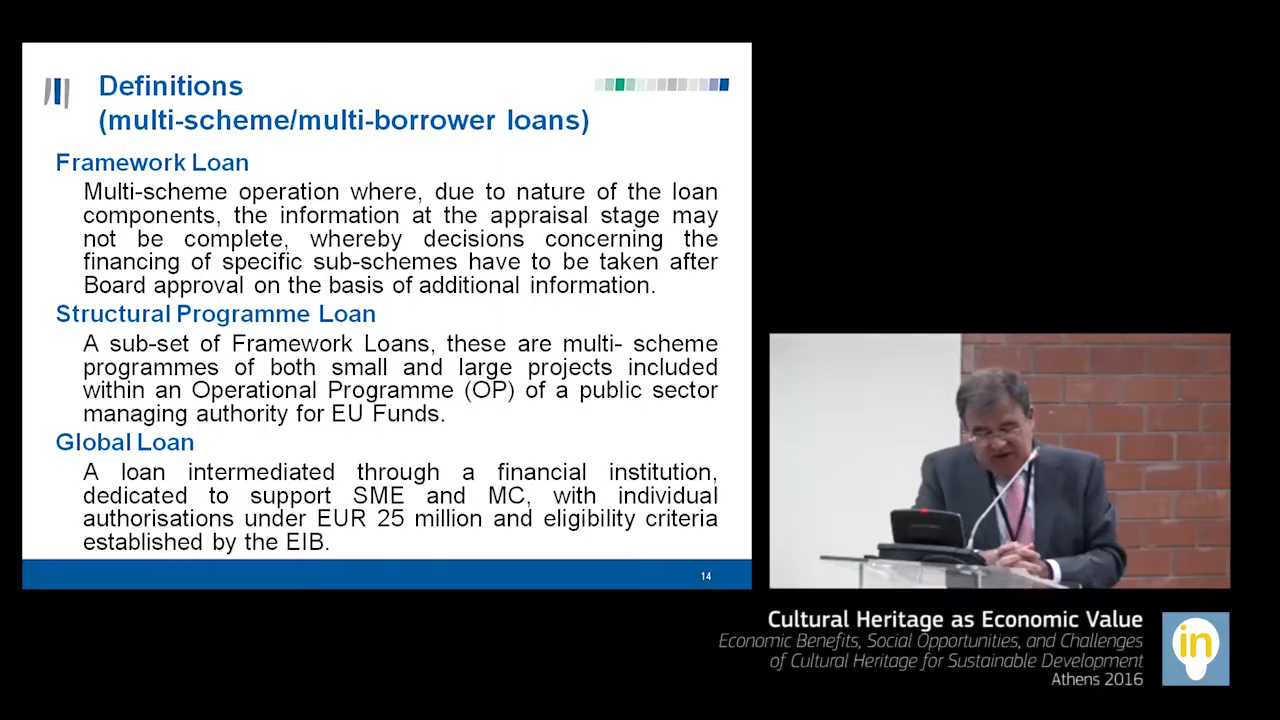 Definitions
(multi-scheme/multi-borrower loans)
Framework Loan
Multi-scheme operation where, due to nature of the loan
components, the information at the appraisal stage may
not be complete, whereby decisions concerning the
financing of specific sub-schemes have to be taken after
Board approval on the basis of additional information.
Structural Programme Loan
A sub-set of Framework Loans, these are multi- scheme
programmes of both small and large projects included
within an Operational Programme (OP) of a public sector
managing authority for EU Funds.
Global Loan
A loan intermediated through a financial institution,
dedicated to support SME and MC, with individual
authorisations under EUR 25 million and eligibility criteria
established by the EIB.
14
Cultural Heritage as Economic Value
Economic Benefits, Social Opportunities, and Challenges
of Cultural Heritage for Sustainable Development
Athens 2016
in